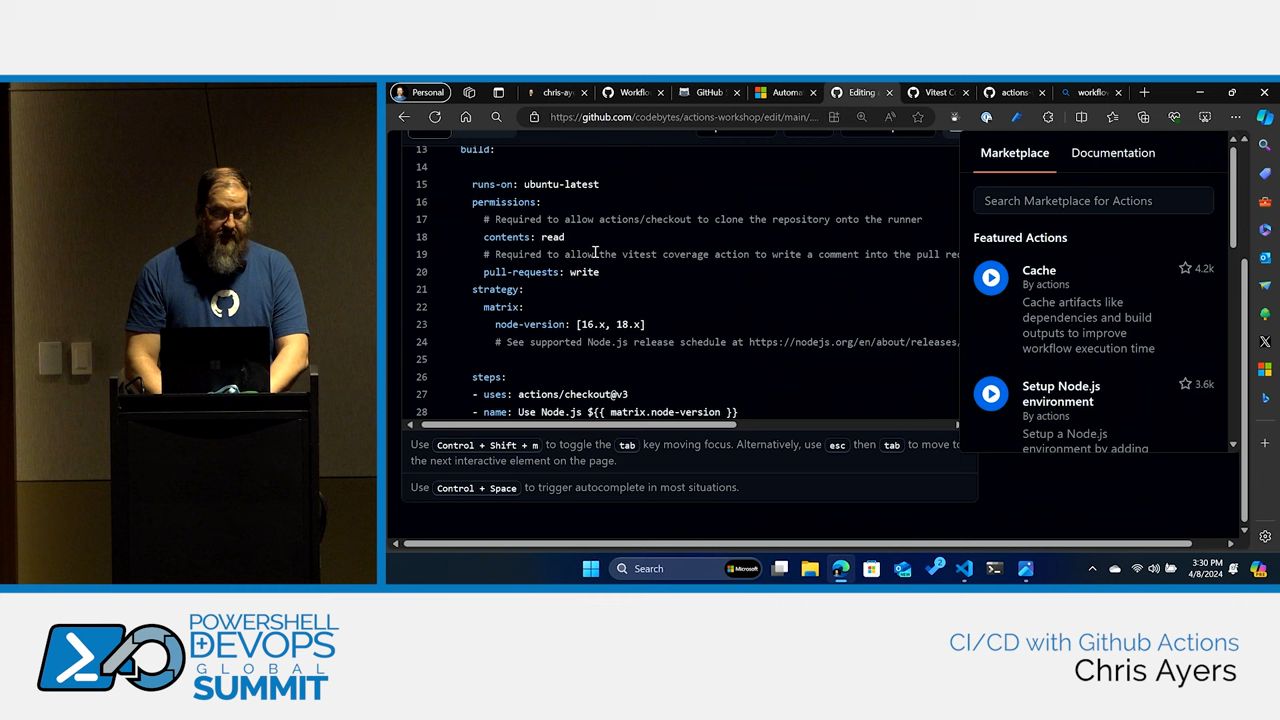 Personal
chris-aye
Workflo
GitHub S
Automa
Editing
Vitest C
actions-
workflow
https://github.com/codebytes/actions-workshop/edit/main/....
13 build:
14
15 runs-on: ubuntu-latest
16 permissions:
17 # Required to allow actions/checkout to clone the repository onto the runner
18 contents: read
19 # Required to allow the vitest coverage action to write a comment into the pull req
20 pull-requests: write
21 strategy:
22 matrix:
23 node-version: [16.x, 18.x]
24 # See supported Node.js release schedule at https://nodejs.org/en/about/releases/
25
26 steps:
27 - uses: actions/checkout@v3
28 - name: Use Node.js ${{ matrix.node-version }}
Use Control + Shift + m to toggle the tab key moving focus. Alternatively, use esc then tab to move to
the next interactive element on the page.
Use Control + Space to trigger autocomplete in most situations.
Marketplace Documentation
Search Marketplace for Actions
Featured Actions
Cache 4.2k
By actions
Cache artifacts like
dependencies and build
outputs to improve
workflow execution time
Setup Node.js 3.6k
environment
By actions
Setup a Node.js
environment by adding
Search
Microsoft
3:30 PM
4/8/2024
POWERSHELL
+DEVOPS
GLOBAL
SUMMIT
CI/CD with Github Actions
Chris Ayers